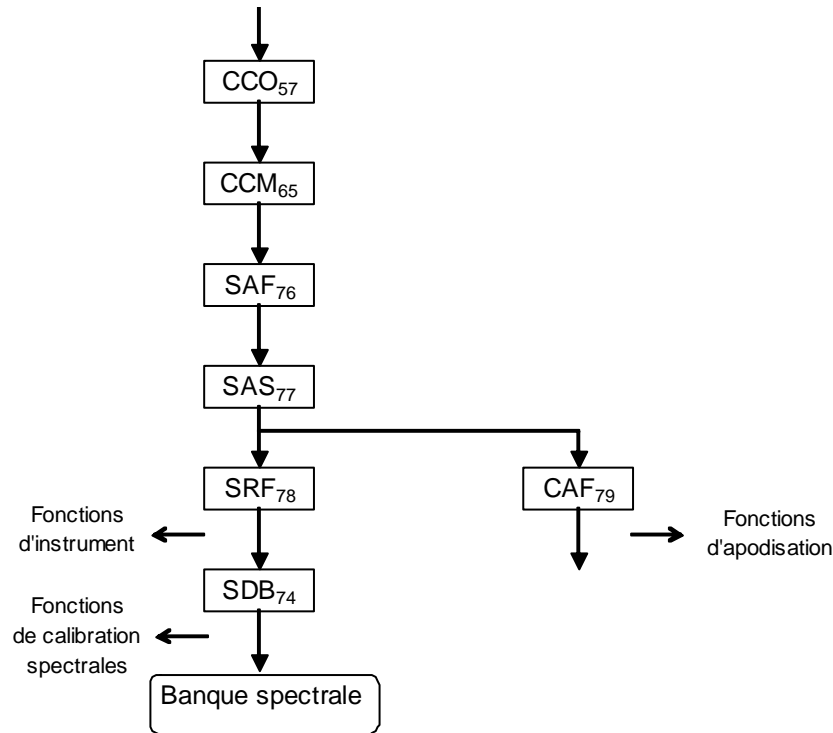 CCO57
CCM65
SAF76
SAS77
SRF78
CAF79
Fonctions
d'instrument
Fonctions
d'apodisation
SDB74
Fonctions
de calibration
spectrales
Banque spectrale